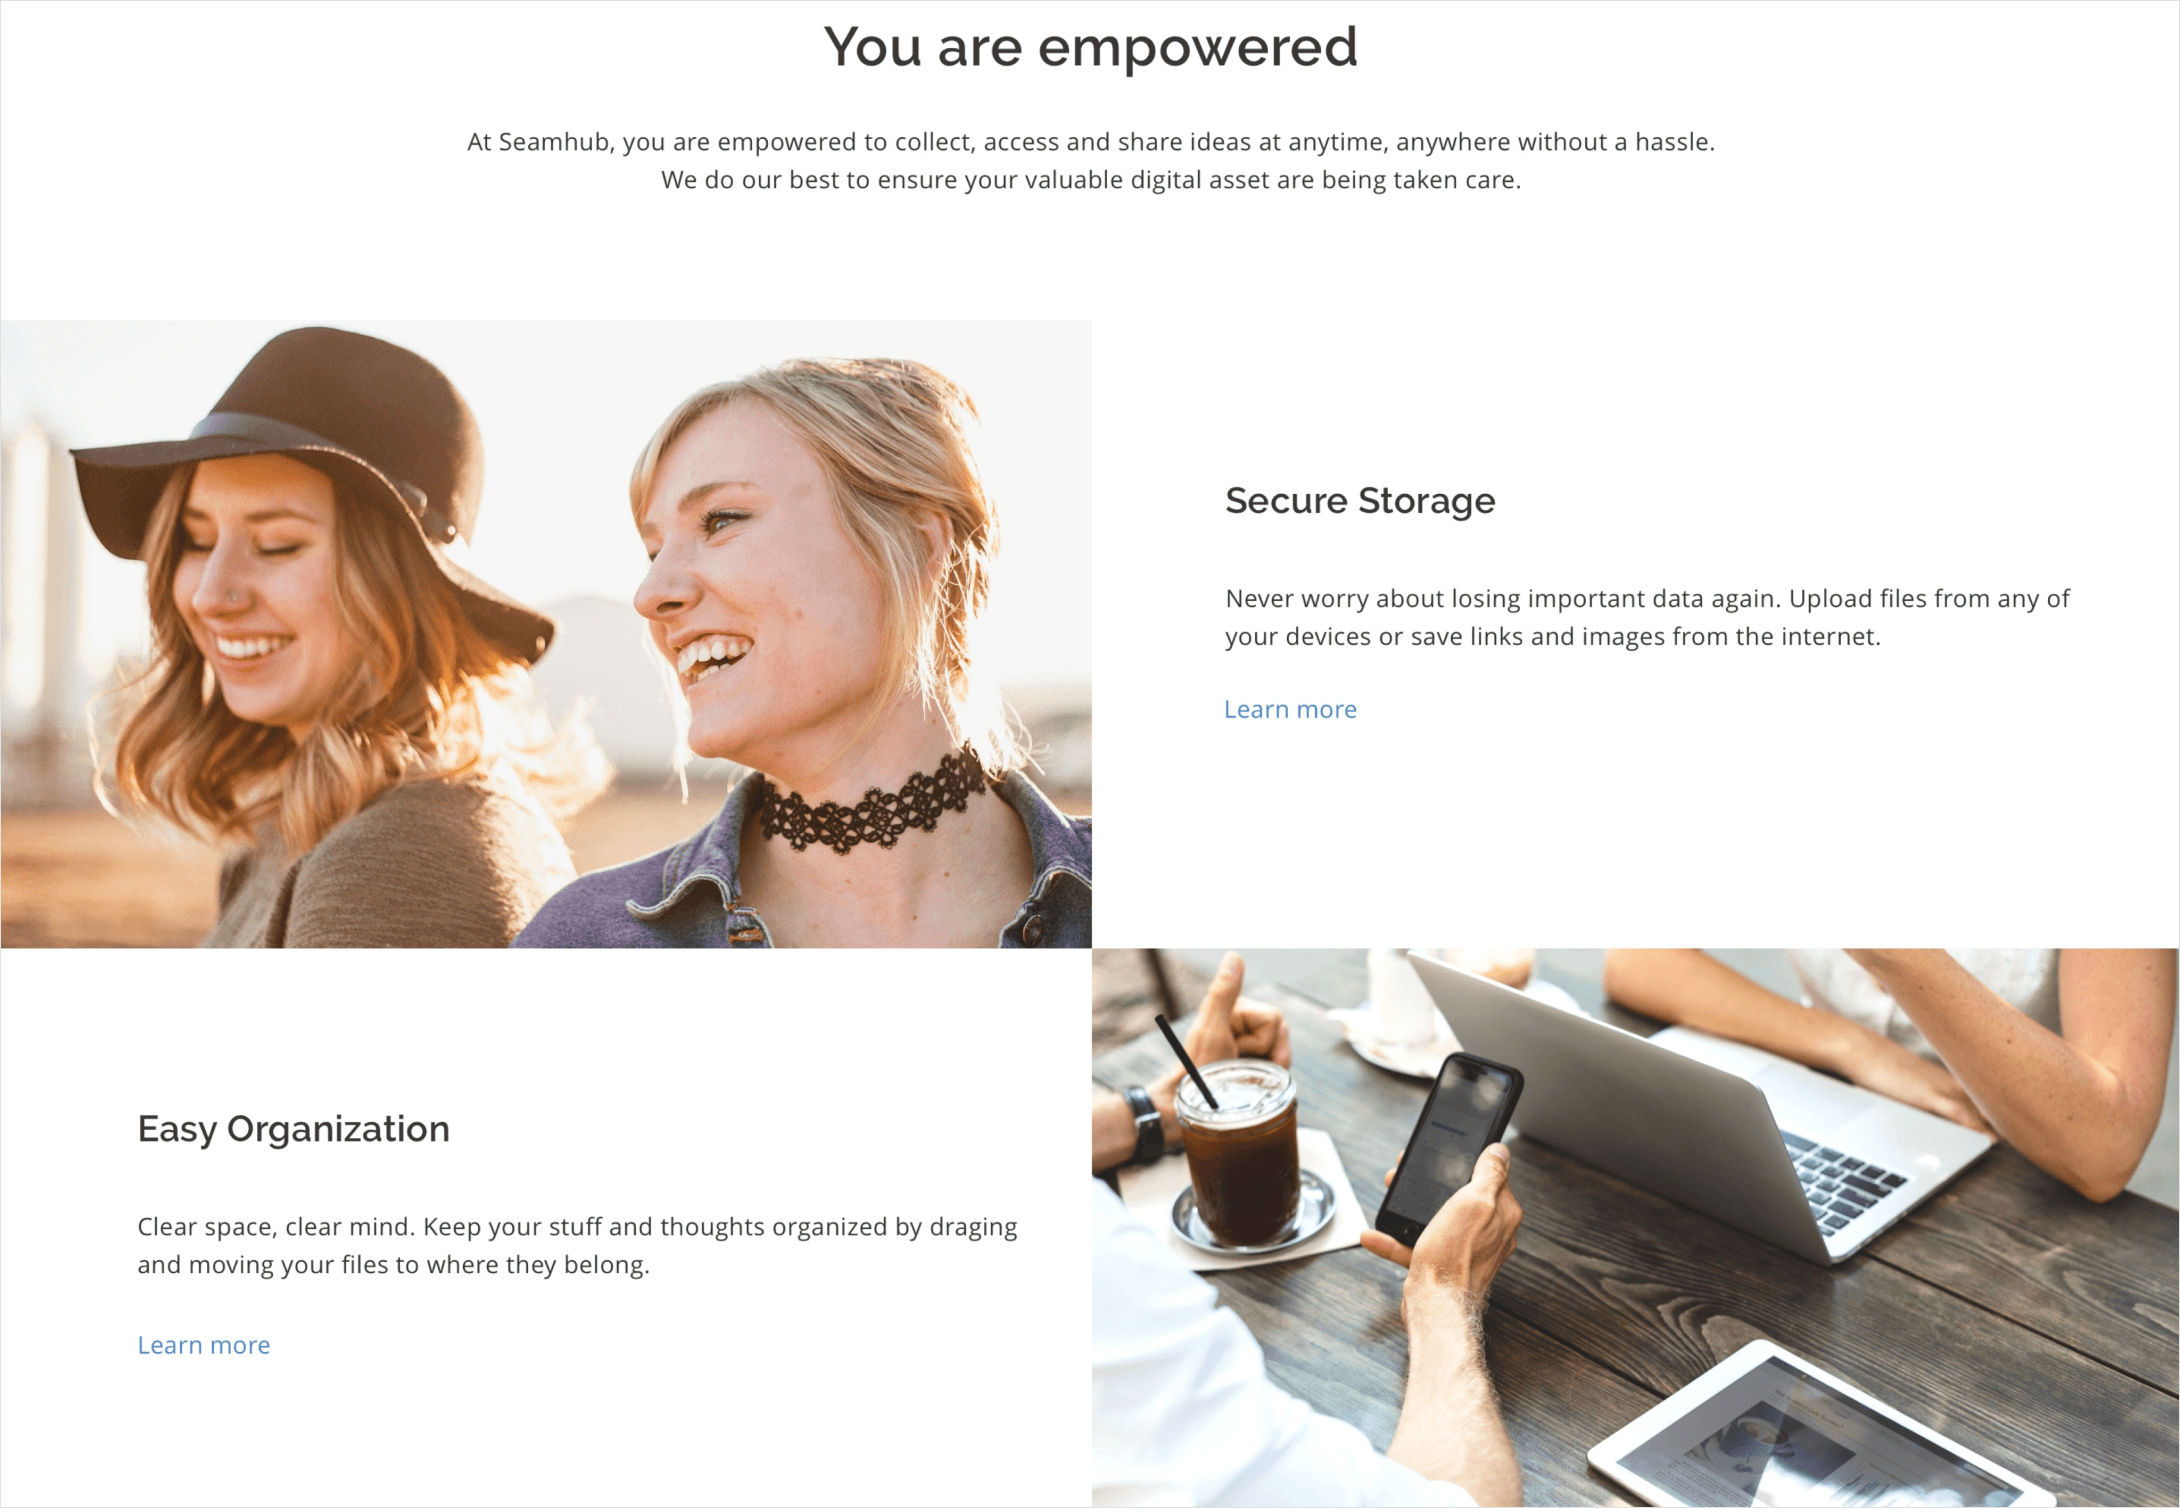 You are empowered
At Seamhub, you are empowered to collect, access and share ideas at anytime, anywhere without a hassle.
We do our best to ensure your valuable digital asset are being taken care.
Secure Storage
Never worry about losing important data again. Upload files from any of
your devices or save links and images from the internet.
Learn more
Easy Organization
Clear space, clear mind. Keep your stuff and thoughts organized by draging
and moving your files to where they belong.
Learn more